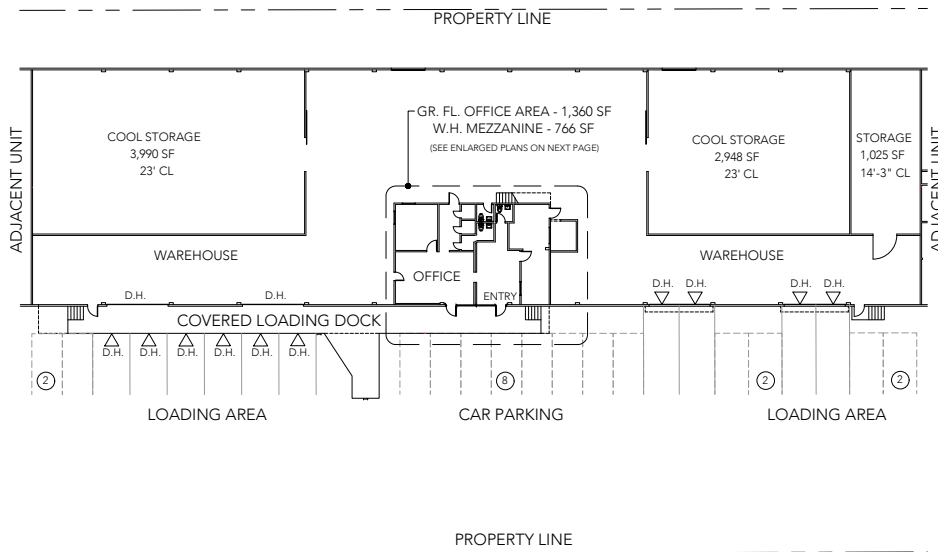 PROPERTY LINE
GR. FL. OFFICE AREA - 1,360 SF
W.H. MEZZANINE - 766 SF
(SEE ENLARGED PLANS ON NEXT PAGE)
COOL STORAGE
3,990 SF
23' CL
COOL STORAGE
2,948 SF
23' CL
STORAGE
1,025 SF
14'-3" CL
ADJACENT UNIT
ADJACENT UNIT
WAREHOUSE
WAREHOUSE
OFFICE
ENTRY
D.H.
D.H.
D.H.
D.H.
D.H.
D.H.
COVERED LOADING DOCK
D.H.
D.H.
D.H.
D.H.
D.H.
D.H.
2
8
2
2
LOADING AREA
CAR PARKING
LOADING AREA
PROPERTY LINE